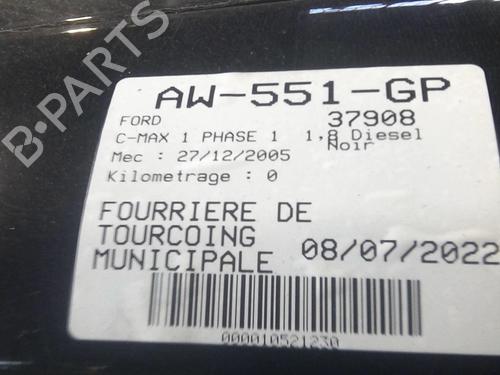 B-PARTS
AW-551-GP
FORD 37908
C-MAX 1 PHASE 1 1,8 Diesel
Noir
Mec : 27/12/2005
Kilometrage : 0
FOURRIERE DE
TOURCOING
MUNICIPALE 08/07/2022
000010521230